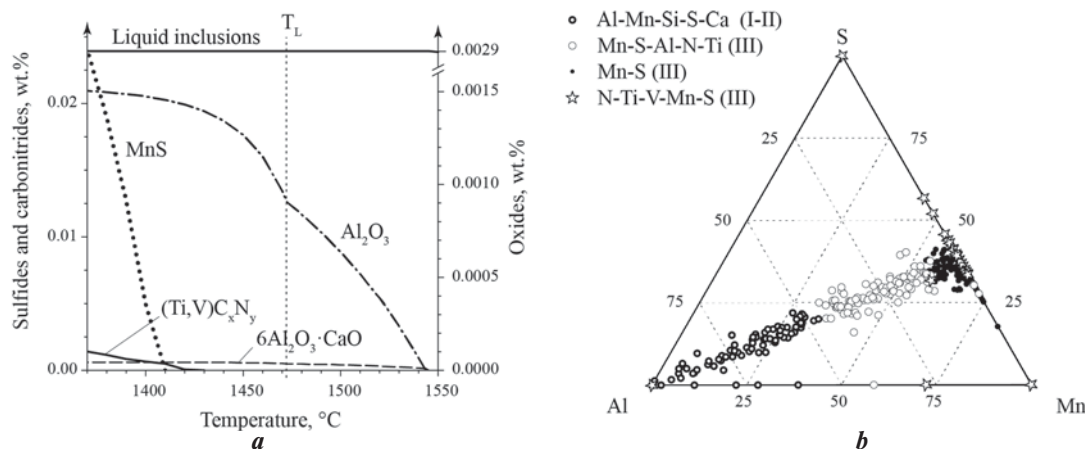 T_L
Liquid inclusions
0.0029
0.02
0.0015
MnS
0.0010
0.01
Al₂O₃
0.0005
(Ti,V)CₓNᵧ
6Al₂O₃·CaO
0.00
0.0000
1400
1450
1500
1550
Sulfides and carbonitrides, wt.%
Oxides, wt.%
Temperature, °C
a
Al-Mn-Si-S-Ca (I-II)
Mn-S-Al-N-Ti (III)
Mn-S (III)
N-Ti-V-Mn-S (III)
S
25
75
50
50
75
25
Al
25
50
75
Mn
b